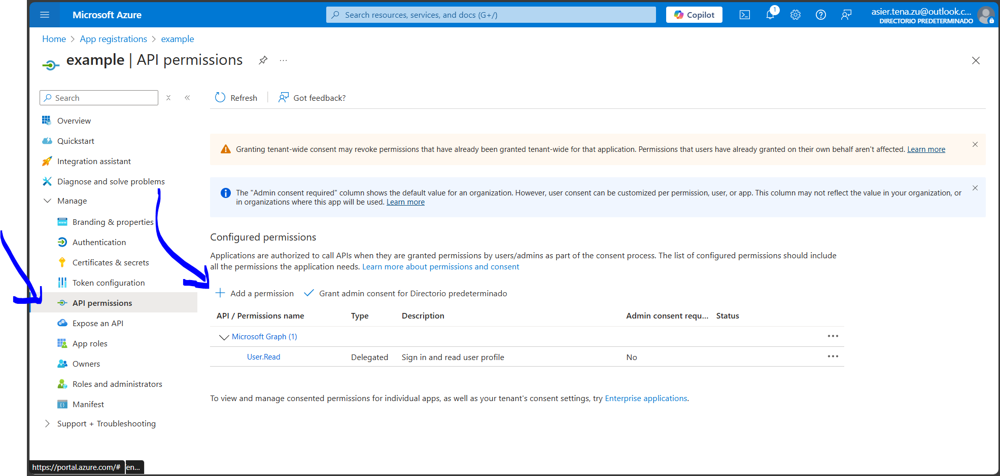 Microsoft Azure
Search resources, services, and docs (G+/)
Copilot
1
asier.tena.zu@outlook.c...
DIRECTORIO PREDETERMINADO
Home > App registrations > example
example | API permissions
...
Search
Refresh
Got feedback?
Overview
Quickstart
Integration assistant
Diagnose and solve problems
Manage
Branding & properties
Authentication
Certificates & secrets
Token configuration
API permissions
Expose an API
App roles
Owners
Roles and administrators
Manifest
Support + Troubleshooting
Granting tenant-wide consent may revoke permissions that have already been granted tenant-wide for that application. Permissions that users have already granted on their own behalf aren't affected. Learn more
The "Admin consent required" column shows the default value for an organization. However, user consent can be customized per permission, user, or app. This column may not reflect the value in your organization, or
in organizations where this app will be used. Learn more
Configured permissions
Applications are authorized to call APIs when they are granted permissions by users/admins as part of the consent process. The list of configured permissions should include
all the permissions the application needs. Learn more about permissions and consent
Add a permission
Grant admin consent for Directorio predeterminado
API / Permissions name Type Description Admin consent requ... Status
Microsoft Graph (1)
User.Read Delegated Sign in and read user profile No
To view and manage consented permissions for individual apps, as well as your tenant's consent settings, try Enterprise applications.
https://portal.azure.com/# en...